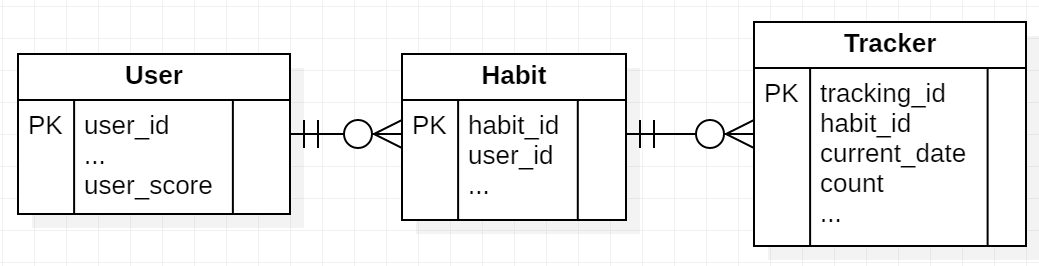 User
PK user_id
...
user_score
Habit
PK habit_id
user_id
...
Tracker
PK tracking_id
habit_id
current_date
count
...